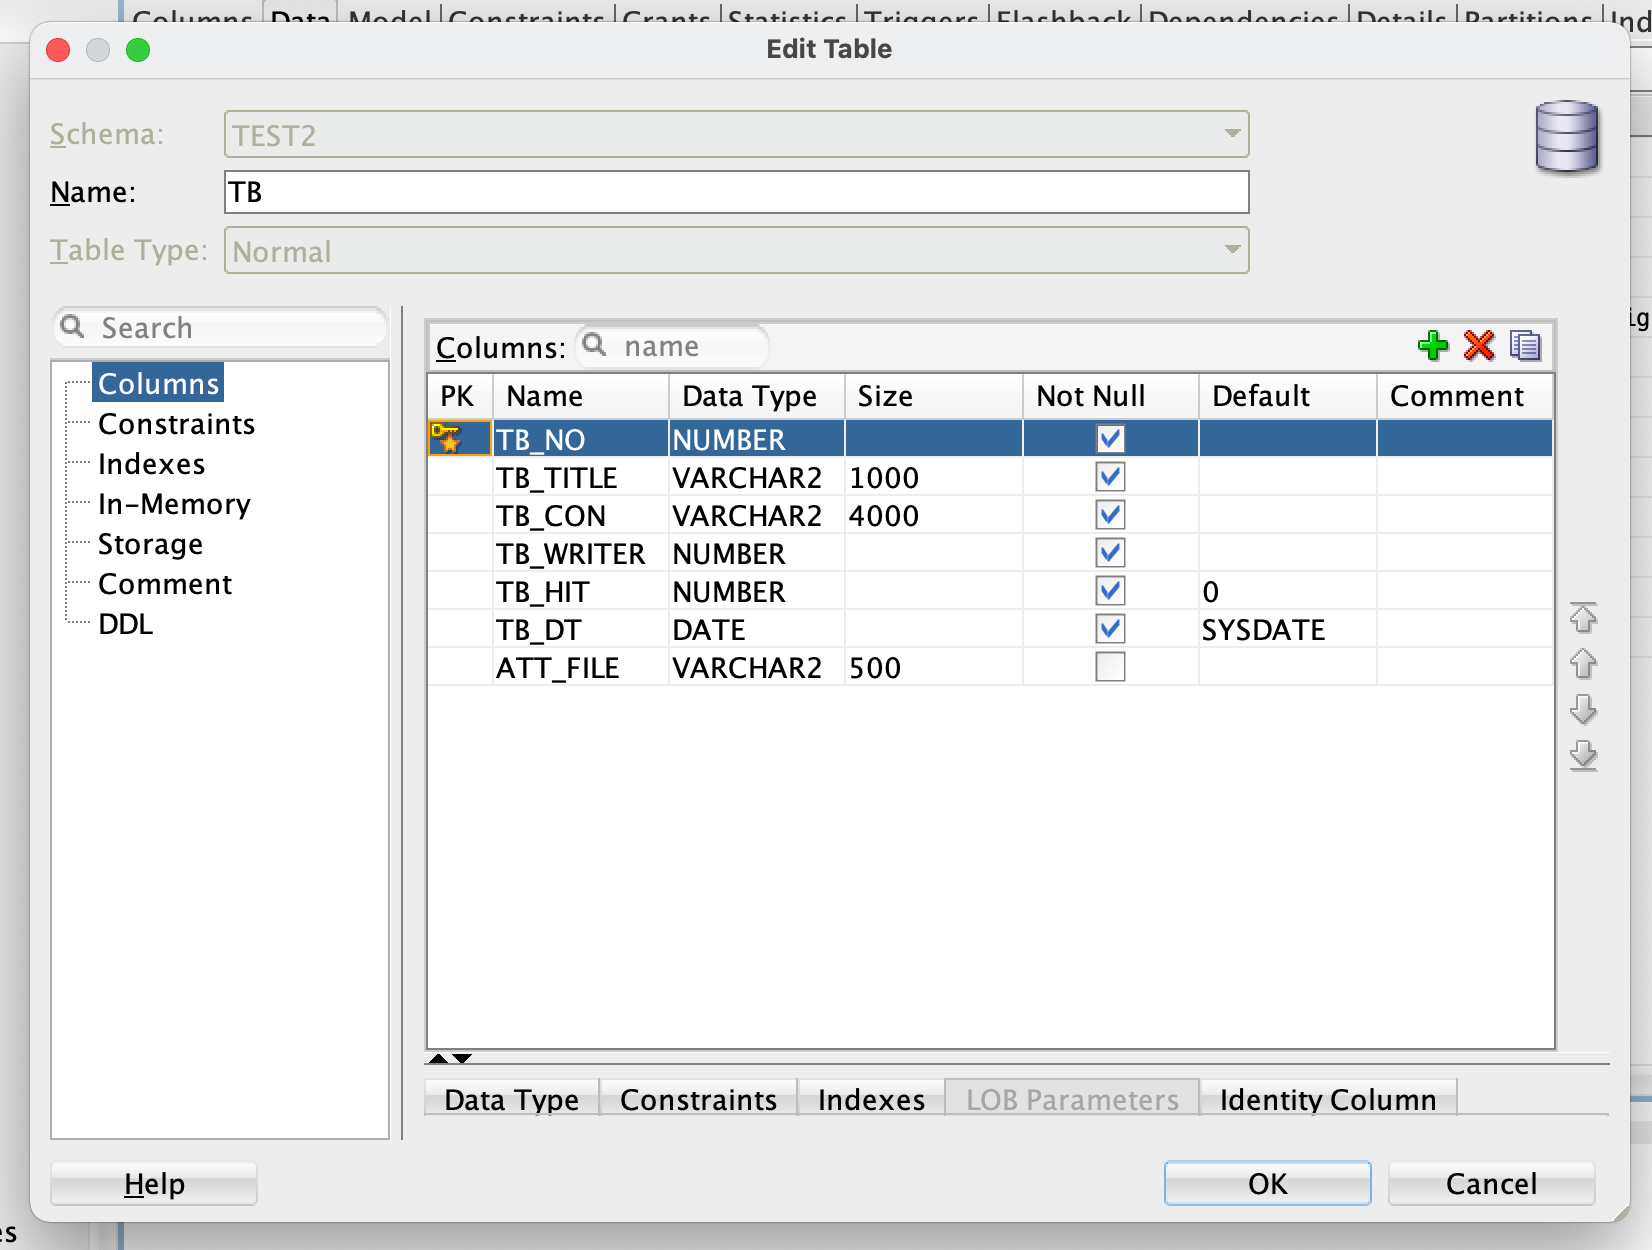 Columns Data Model Constraints Grants Statistics Triggers Flashback Dependencies Details Partitions
Edit Table
Schema: TEST2
Name: TB
Table Type: Normal
Search
Columns
Constraints
Indexes
In-Memory
Storage
Comment
DDL
Columns: name
PK Name Data Type Size Not Null Default Comment
TB_NO NUMBER
TB_TITLE VARCHAR2 1000
TB_CON VARCHAR2 4000
TB_WRITER NUMBER
TB_HIT NUMBER 0
TB_DT DATE SYSDATE
ATT_FILE VARCHAR2 500
Data Type Constraints Indexes LOB Parameters Identity Column
Help OK Cancel